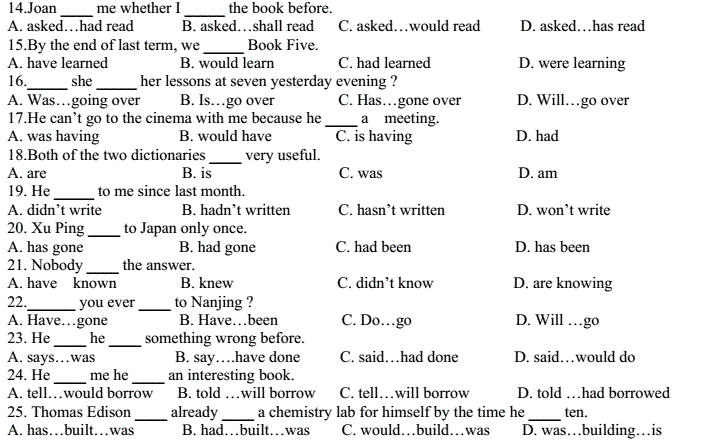 14.Joan ____ me whether I _____ the book before.
A. asked…had read B. asked…shall read C. asked…would read D. asked…has read
15.By the end of last term, we _____ Book Five.
A. have learned B. would learn C. had learned D. were learning
16._____ she _____ her lessons at seven yesterday evening ?
A. Was…going over B. Is…go over C. Has…gone over D. Will…go over
17.He can’t go to the cinema with me because he ____ a meeting.
A. was having B. would have C. is having D. had
18.Both of the two dictionaries ____ very useful.
A. are B. is C. was D. am
19. He _____ to me since last month.
A. didn’t write B. hadn’t written C. hasn’t written D. won’t write
20. Xu Ping ____ to Japan only once.
A. has gone B. had gone C. had been D. has been
21. Nobody ____ the answer.
A. have known B. knew C. didn’t know D. are knowing
22.______ you ever ____ to Nanjing ?
A. Have…gone B. Have…been C. Do…go D. Will …go
23. He ____ he ____ something wrong before.
A. says…was B. say….have done C. said…had done D. said…would do
24. He ____ me he ____ an interesting book.
A. tell…would borrow B. told …will borrow C. tell…will borrow D. told …had borrowed
25. Thomas Edison ____ already ____ a chemistry lab for himself by the time he ____ ten.
A. has…built…was B. had…built…was C. would…build…was D. was…building…is